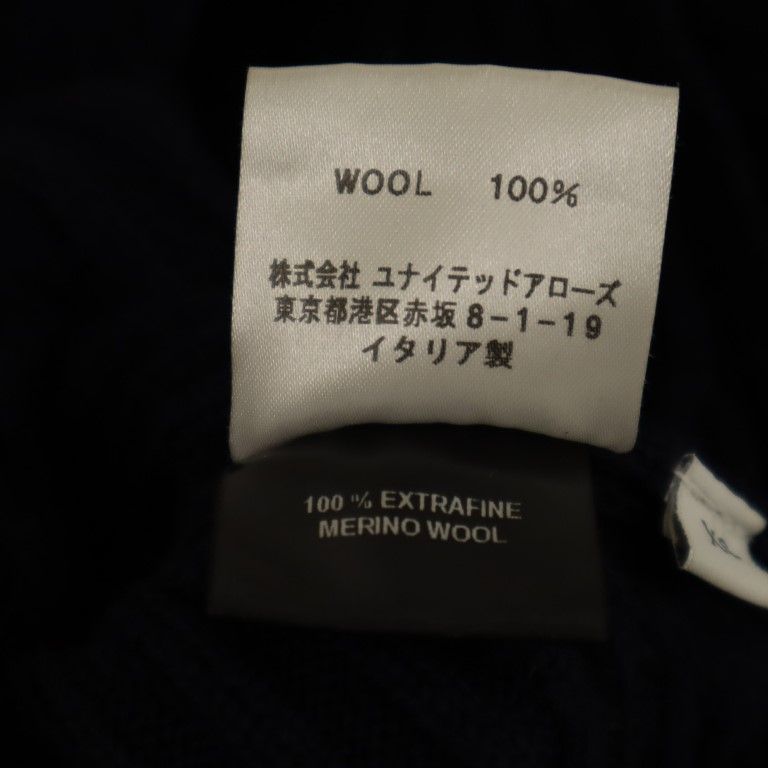 WOOL 100%
株式会社 ユナイテッドアローズ
東京都港区赤坂8-1-19
イタリア製
100 % EXTRAFINE
MERINO WOOL